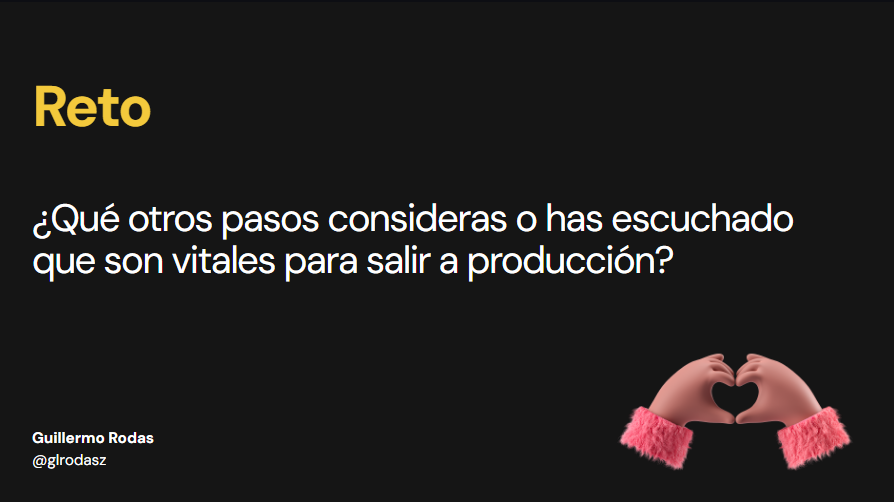 Reto
¿Qué otros pasos consideras o has escuchado
que son vitales para salir a producción?
Guillermo Rodas
@glrodasz